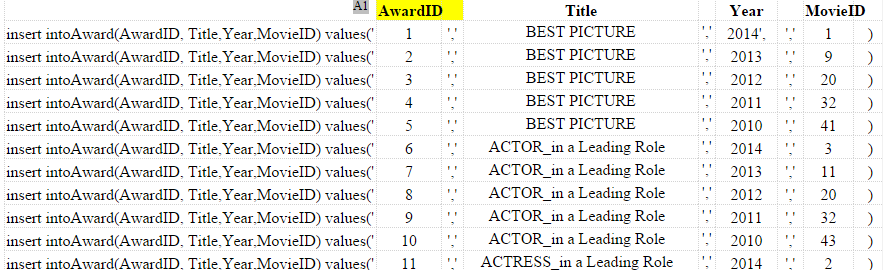 A1 AwardID Title Year MovieID
insert intoAward(AwardID, Title,Year,MovieID) values(' 1 ',' BEST PICTURE ',' 2014', ',' 1 )
insert intoAward(AwardID, Title,Year,MovieID) values(' 2 ',' BEST PICTURE ',' 2013 ',' 9 )
insert intoAward(AwardID, Title,Year,MovieID) values(' 3 ',' BEST PICTURE ',' 2012 ',' 20 )
insert intoAward(AwardID, Title,Year,MovieID) values(' 4 ',' BEST PICTURE ',' 2011 ',' 32 )
insert intoAward(AwardID, Title,Year,MovieID) values(' 5 ',' BEST PICTURE ',' 2010 ',' 41 )
insert intoAward(AwardID, Title,Year,MovieID) values(' 6 ',' ACTOR_in a Leading Role ',' 2014 ',' 3 )
insert intoAward(AwardID, Title,Year,MovieID) values(' 7 ',' ACTOR_in a Leading Role ',' 2013 ',' 11 )
insert intoAward(AwardID, Title,Year,MovieID) values(' 8 ',' ACTOR_in a Leading Role ',' 2012 ',' 20 )
insert intoAward(AwardID, Title,Year,MovieID) values(' 9 ',' ACTOR_in a Leading Role ',' 2011 ',' 32 )
insert intoAward(AwardID, Title,Year,MovieID) values(' 10 ',' ACTOR_in a Leading Role ',' 2010 ',' 43 )
insert intoAward(AwardID, Title,Year,MovieID) values(' 11 ',' ACTRESS_in a Leading Role ',' 2014 ',' 2 )